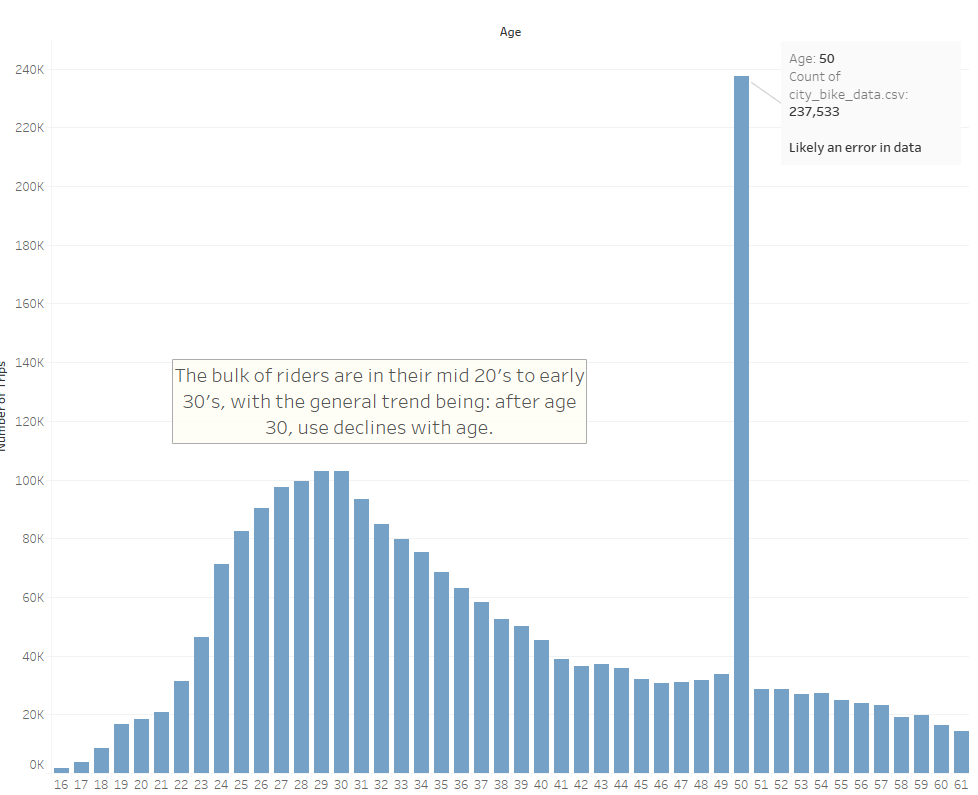 Age
240K
220K
200K
180K
160K
140K
120K
100K
80K
60K
40K
20K
0K
Number of Trips
Age: 50
Count of
city_bike_data.csv:
237,533
Likely an error in data
The bulk of riders are in their mid 20's to early
30's, with the general trend being: after age
30, use declines with age.
16 17 18 19 20 21 22 23 24 25 26 27 28 29 30 31 32 33 34 35 36 37 38 39 40 41 42 43 44 45 46 47 48 49 50 51 52 53 54 55 56 57 58 59 60 61